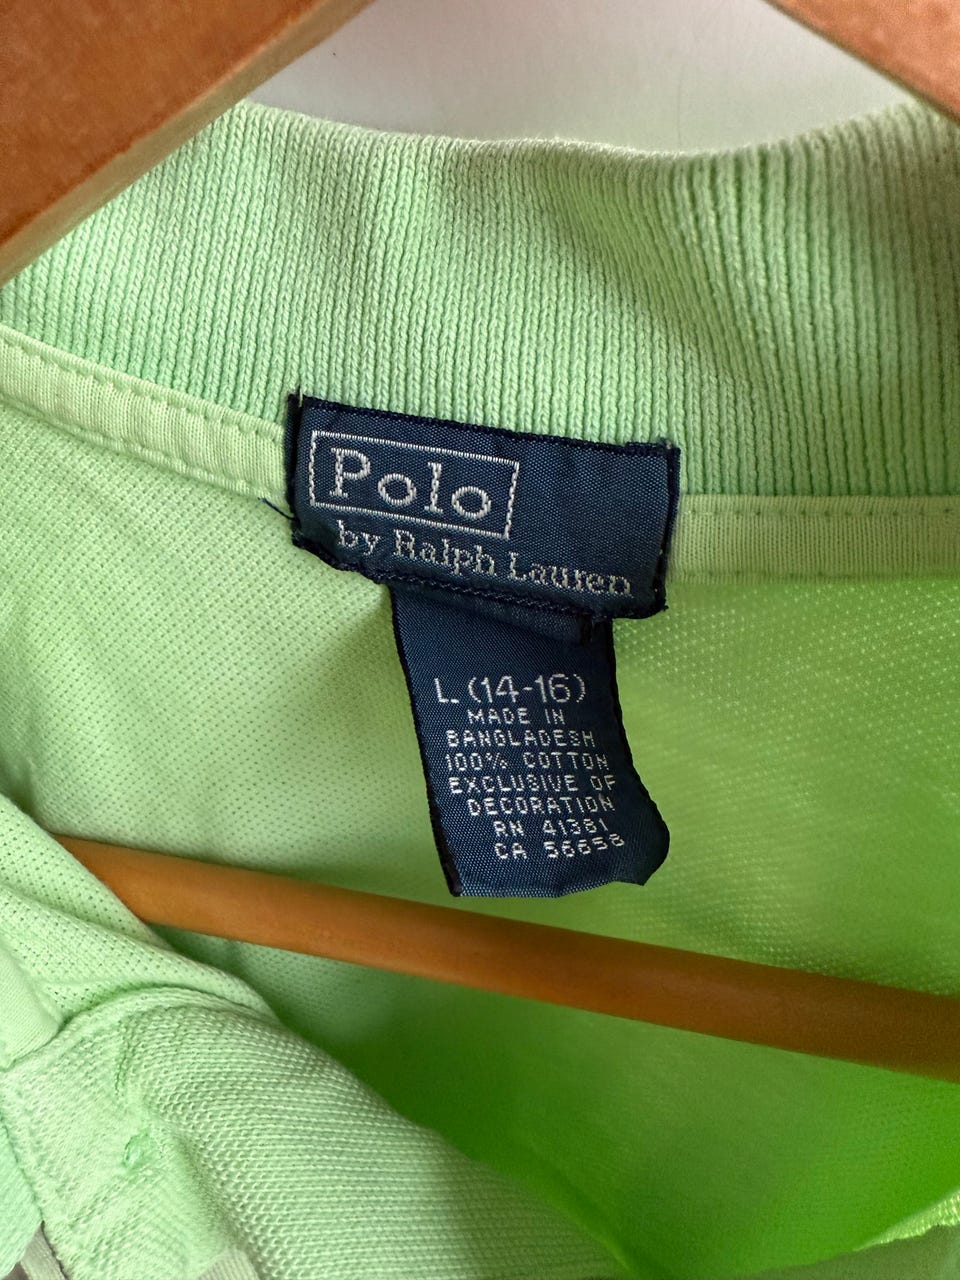 Polo
by Ralph Lauren
L. (14-16)
MADE IN
BANGLADESH
100% COTTON
EXCLUSIVE OF
DECORATION
RN 41381
CA 56658